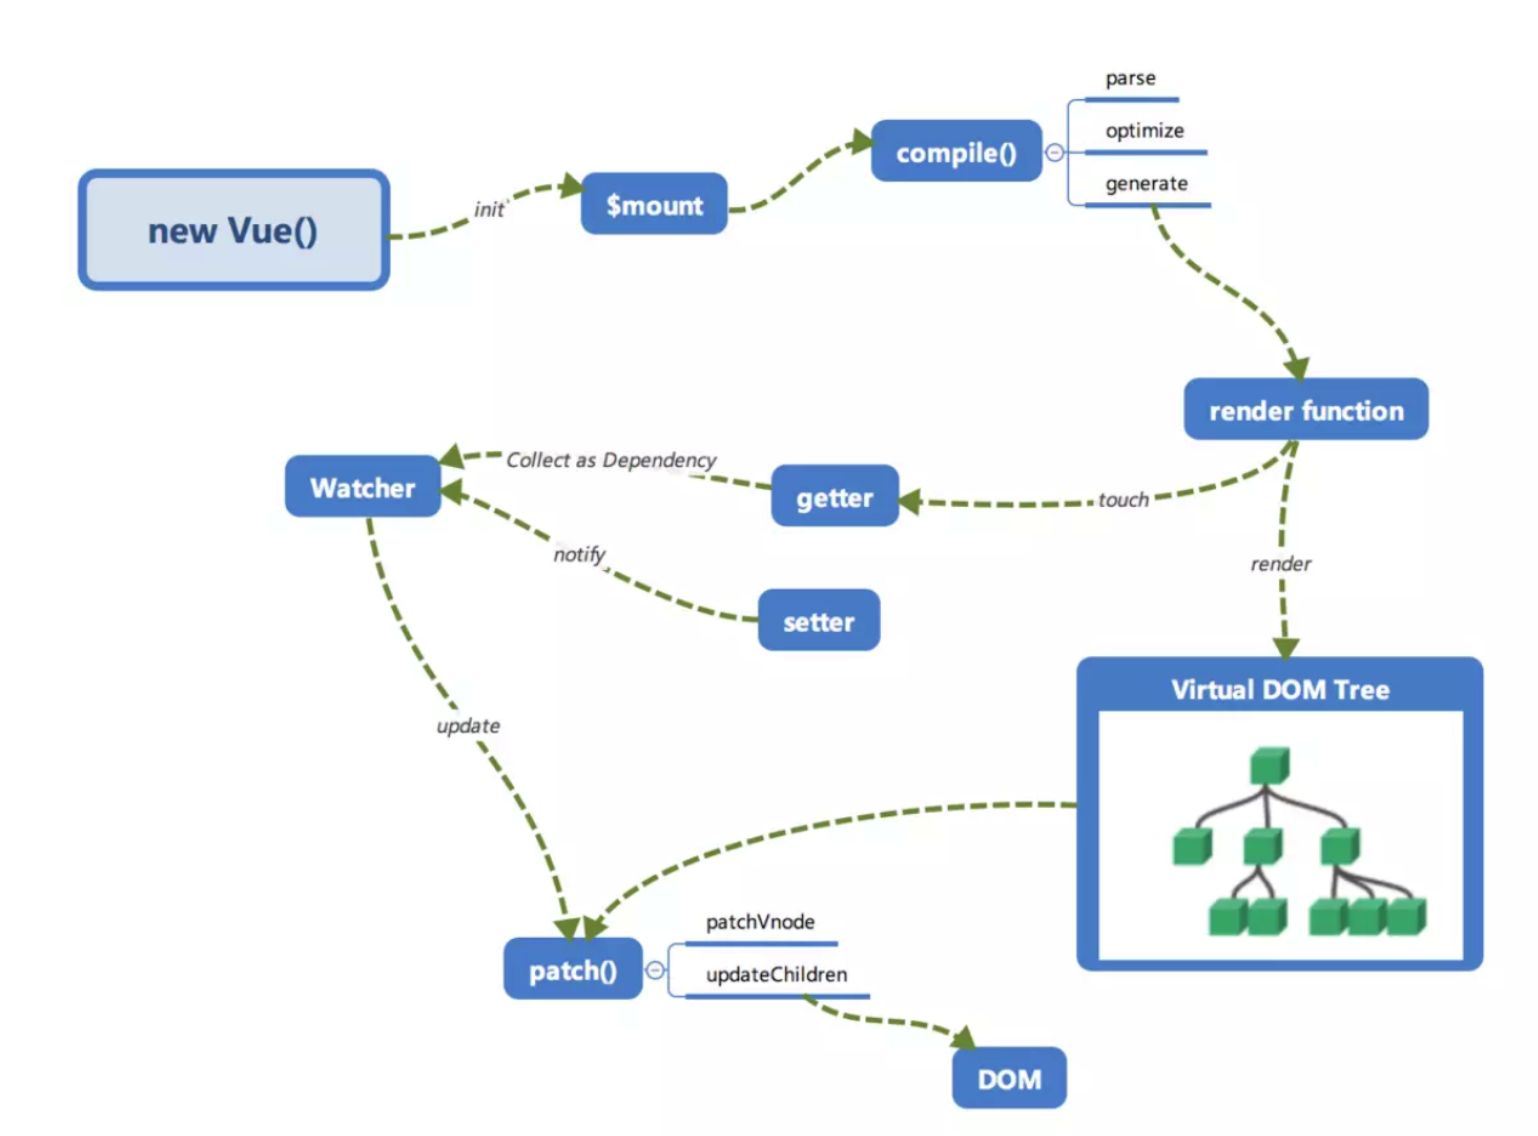 parse
optimize
compile()
generate
$mount
new Vue()
init
render function
Collect as Dependency
Watcher
getter
touch
notify
render
setter
Virtual DOM Tree
update
patchVnode
patch()
updateChildren
DOM